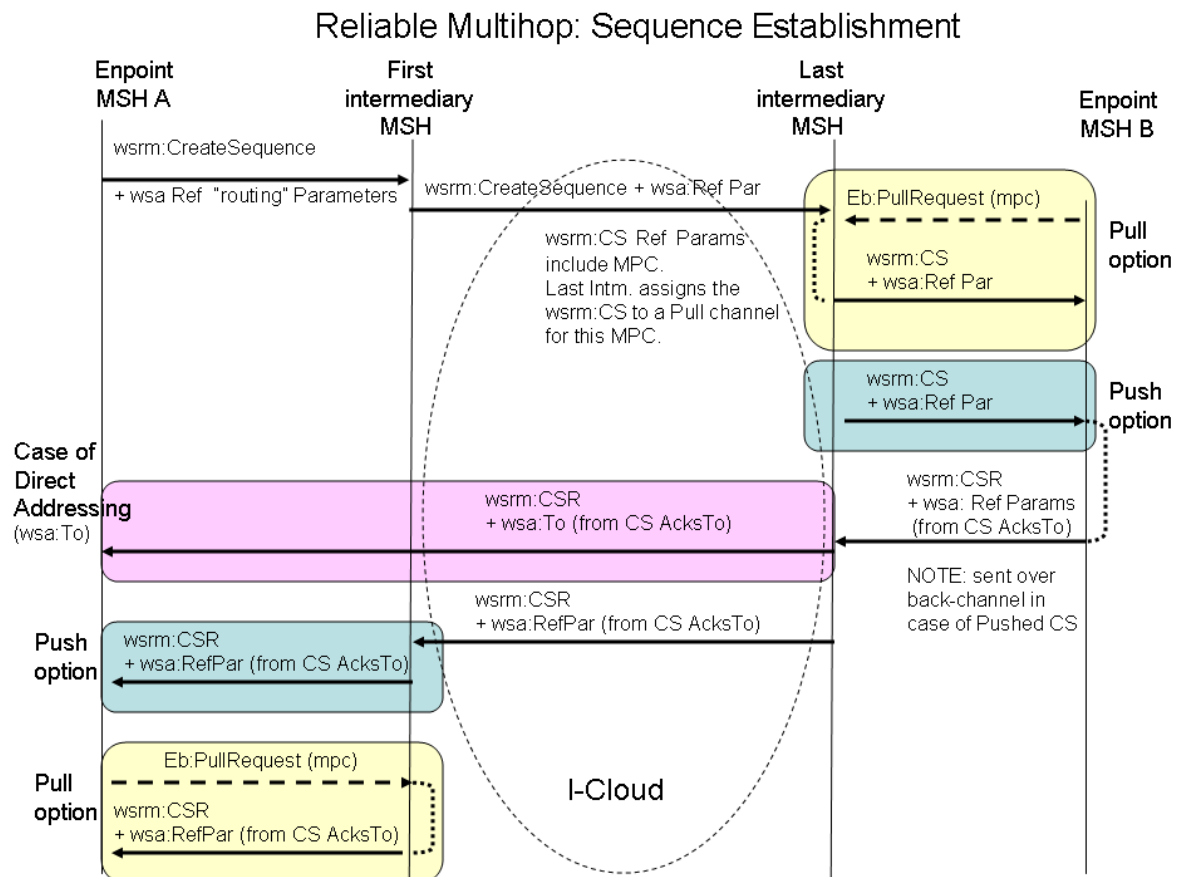 Reliable Multihop: Sequence Establishment
Enpoint
MSH A
First
intermediary
MSH
Last
intermediary
MSH
Enpoint
MSH B
wsrm:CreateSequence
+ wsa Ref "routing" Parameters
wsrm:CreateSequence + wsa:Ref Par
Eb:PullRequest (mpc)
Pull
option
wsrm:CS Ref Params
include MPC.
Last Intm. assigns the
wsrm:CS to a Pull channel
for this MPC.
wsrm:CS
+ wsa:Ref Par
wsrm:CS
+ wsa:Ref Par
Push
option
Case of
Direct
Addressing
(wsa:To)
wsrm:CSR
+ wsa:To (from CS AcksTo)
wsrm:CSR
+ wsa: Ref Params
(from CS AcksTo)
NOTE: sent over
back-channel in
case of Pushed CS
wsrm:CSR
+ wsa:RefPar (from CS AcksTo)
Push
option
wsrm:CSR
+ wsa:RefPar (from CS AcksTo)
Pull
option
Eb:PullRequest (mpc)
wsrm:CSR
+ wsa:RefPar (from CS AcksTo)
I-Cloud